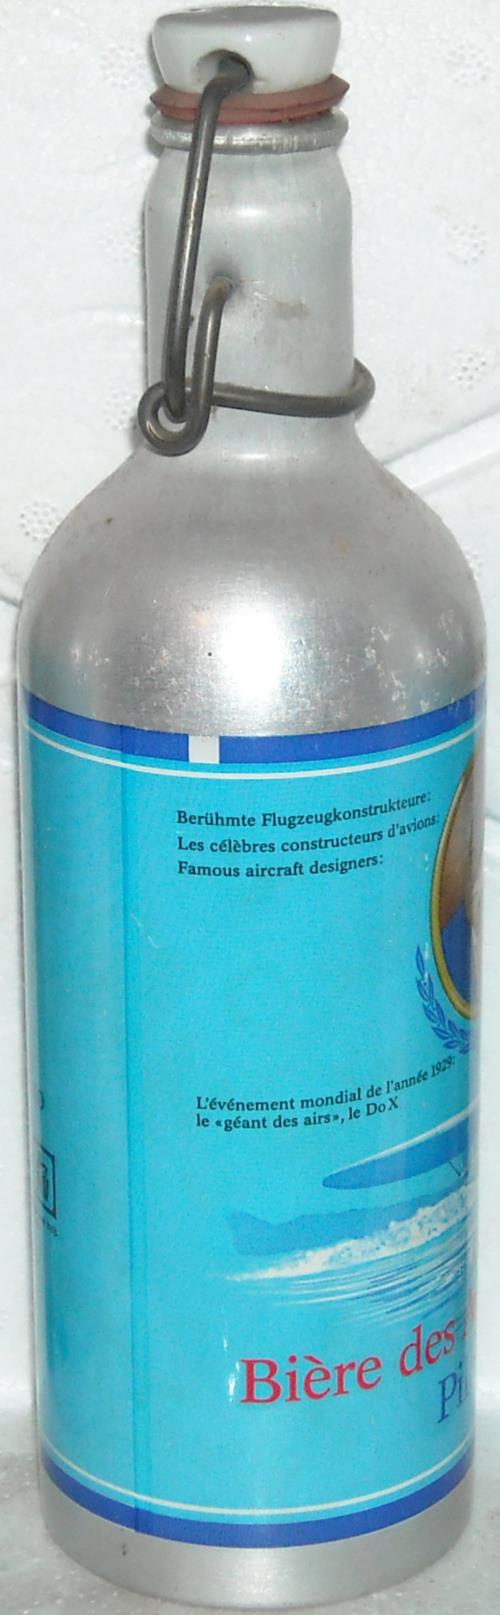 Berühmte Flugzeugkonstrukteure:
Les célèbres constructeurs d'avions:
Famous aircraft designers:
L'événement mondial de l'année 1929:
le «géant des airs», le Do X
Bière des
Pi